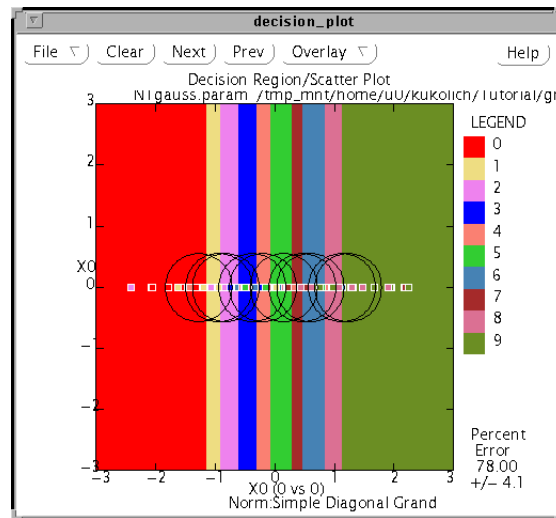 decision_plot
File Clear Next Prev Overlay Help
Decision Region/Scatter Plot
NTgauss.param /tmp_mnt/home/u0/kukolich/Tutorial/gr
LEGEND
0
1
2
3
4
5
6
7
8
9
3
2
1
X0
0
-1
-2
-3
-3 -2 -1 0 1 2 3
X0 (0 vs 0)
Norm:Simple Diagonal Grand
Percent
Error
78.00
+/- 4.1